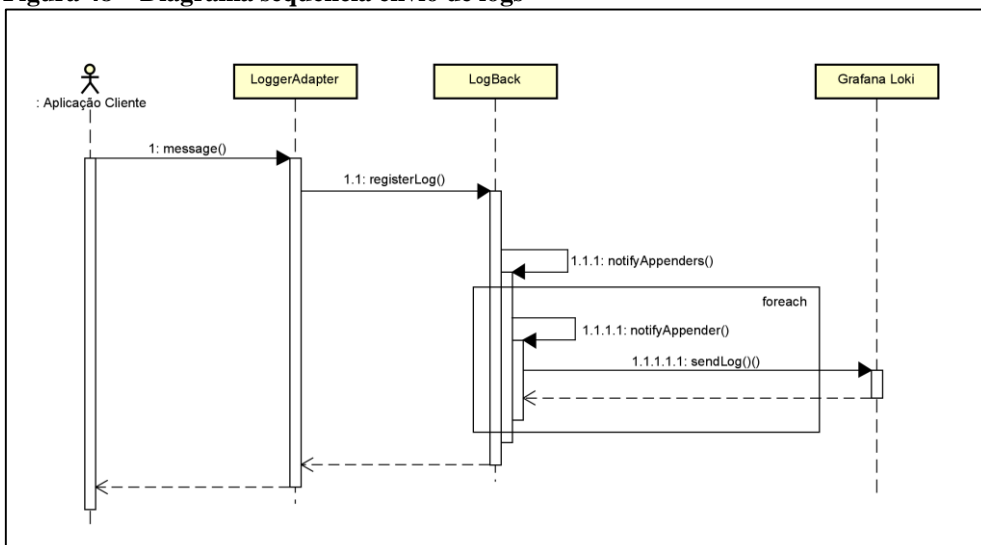 Figura 48 – Diagrama sequência envio de logs
: Aplicação Cliente
LoggerAdapter
LogBack
Grafana Loki
1: message()
1.1: registerLog()
1.1.1: notifyAppenders()
foreach
1.1.1.1: notifyAppender()
1.1.1.1.1: sendLog()()